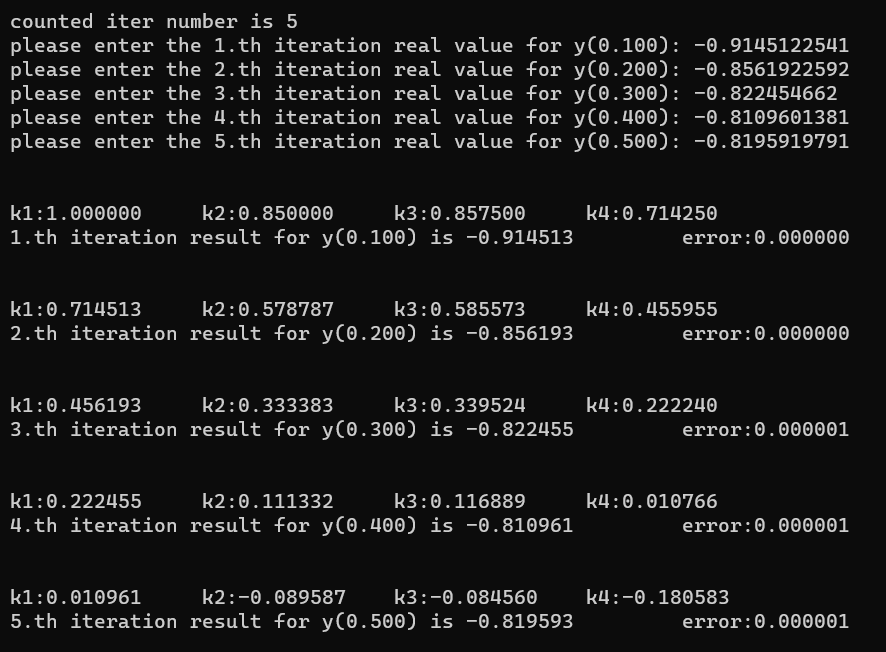 counted iter number is 5
please enter the 1.th iteration real value for y(0.100): -0.9145122541
please enter the 2.th iteration real value for y(0.200): -0.8561922592
please enter the 3.th iteration real value for y(0.300): -0.822454662
please enter the 4.th iteration real value for y(0.400): -0.8109601381
please enter the 5.th iteration real value for y(0.500): -0.8195919791
k1:1.000000 k2:0.850000 k3:0.857500 k4:0.714250
1.th iteration result for y(0.100) is -0.914513 error:0.000000
k1:0.714513 k2:0.578787 k3:0.585573 k4:0.455955
2.th iteration result for y(0.200) is -0.856193 error:0.000000
k1:0.456193 k2:0.333383 k3:0.339524 k4:0.222240
3.th iteration result for y(0.300) is -0.822455 error:0.000001
k1:0.222455 k2:0.111332 k3:0.116889 k4:0.010766
4.th iteration result for y(0.400) is -0.810961 error:0.000001
k1:0.010961 k2:-0.089587 k3:-0.084560 k4:-0.180583
5.th iteration result for y(0.500) is -0.819593 error:0.000001